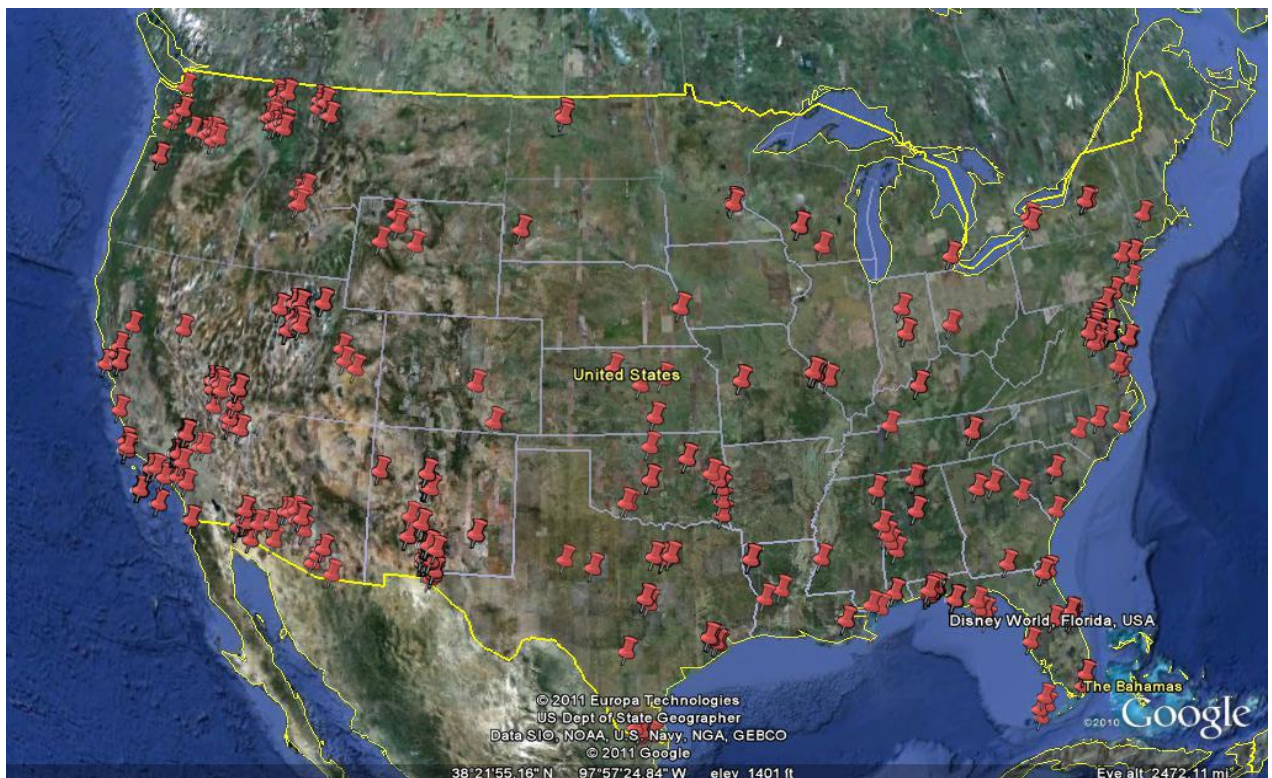 United States
Disney World, Florida, USA
The Bahamas
© 2011 Europa Technologies
US Dept of State Geographer
Data SIO, NOAA, U.S. Navy, NGA, GEBCO
© 2011 Google
©2010 Google
38°21'55.16" N 97°57'24.84" W elev 1401 ft
Eye alt 2472.11 mi